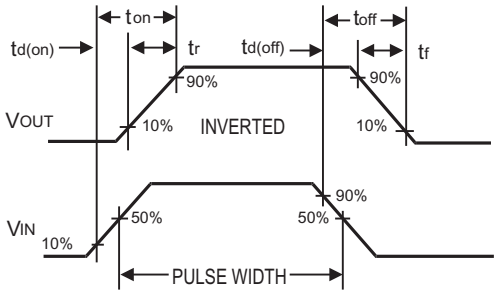 ton toff
td(on) tr td(off) tf
90% 90%
VOUT 10% INVERTED 10%
90%
VIN 50% 50%
10%
PULSE WIDTH